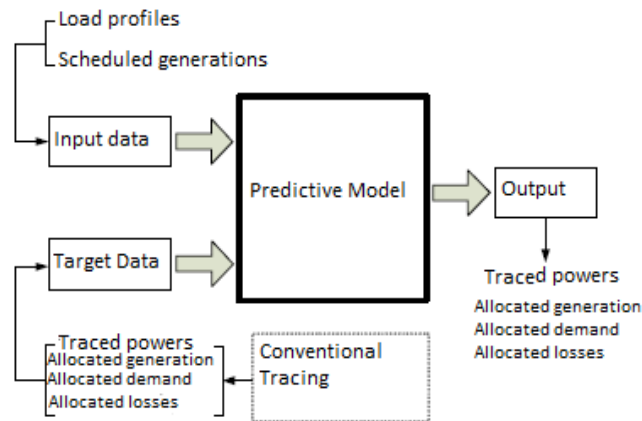 Load profiles
Scheduled generations
Input data
Predictive Model
Output
Target Data
Traced powers
Allocated generation
Allocated demand
Allocated losses
Traced powers
Allocated generation
Allocated demand
Allocated losses
Conventional
Tracing